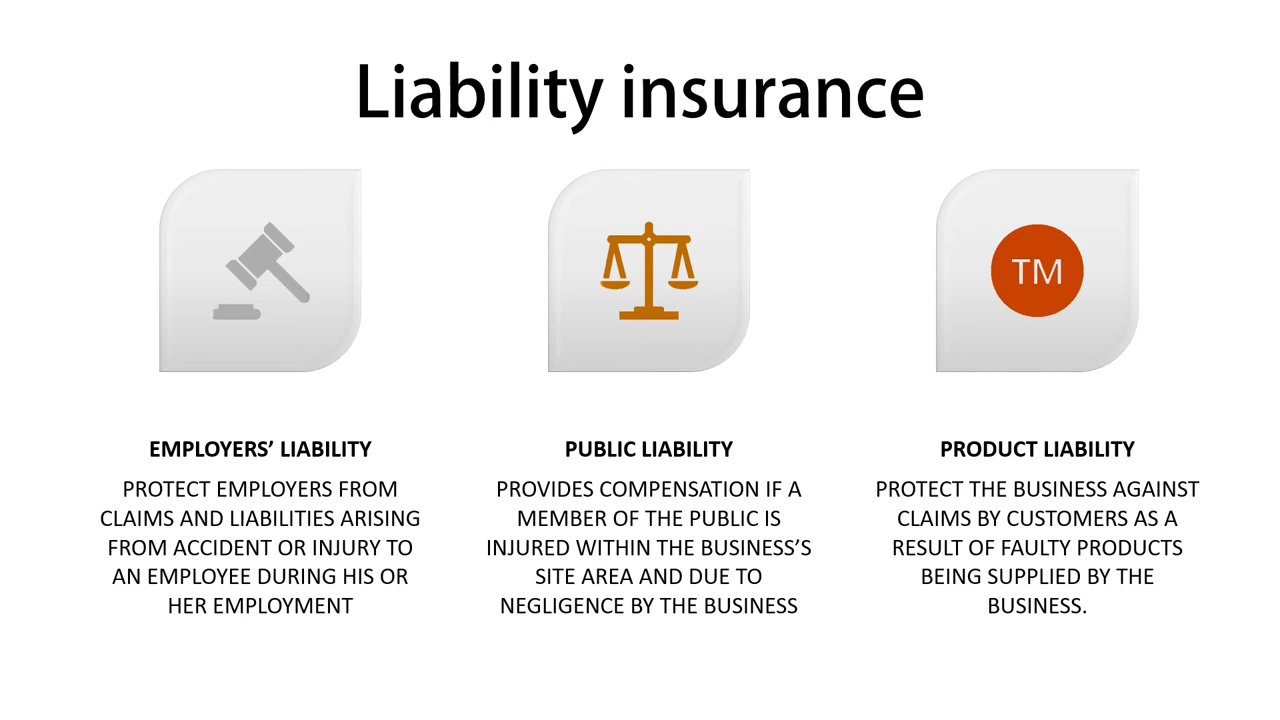 Liability insurance
TM
EMPLOYERS’ LIABILITY
PROTECT EMPLOYERS FROM
CLAIMS AND LIABILITIES ARISING
FROM ACCIDENT OR INJURY TO
AN EMPLOYEE DURING HIS OR
HER EMPLOYMENT
PUBLIC LIABILITY
PROVIDES COMPENSATION IF A
MEMBER OF THE PUBLIC IS
INJURED WITHIN THE BUSINESS’S
SITE AREA AND DUE TO
NEGLIGENCE BY THE BUSINESS
PRODUCT LIABILITY
PROTECT THE BUSINESS AGAINST
CLAIMS BY CUSTOMERS AS A
RESULT OF FAULTY PRODUCTS
BEING SUPPLIED BY THE
BUSINESS.